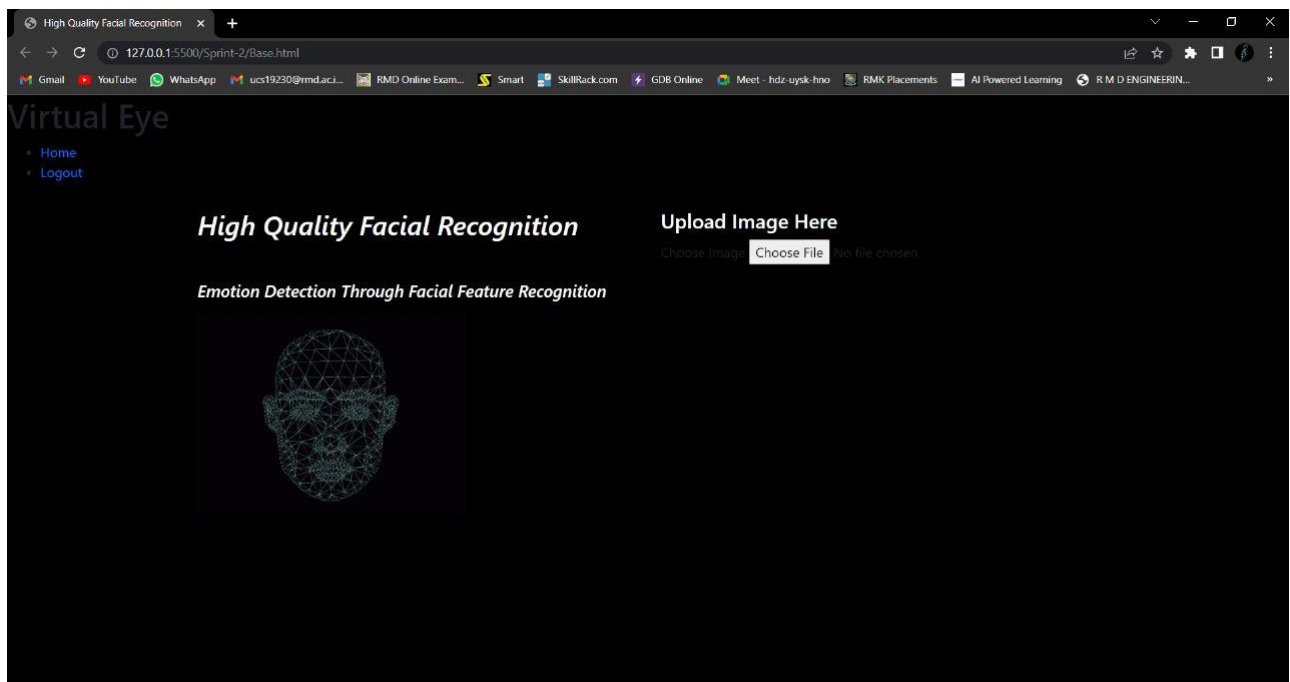 High Quality Facial Recognition
127.0.0.1:5500/Sprint-2/Base.html
Gmail YouTube WhatsApp ucs19230@rmd.ac.i... RMD Online Exam... Smart SkillRack.com GDB Online Meet - hdz-uysk-hno RMK Placements AI Powered Learning R M D ENGINEERIN... »
Virtual Eye
Home
Logout
High Quality Facial Recognition
Emotion Detection Through Facial Feature Recognition
Upload Image Here
Choose Image Choose File No file chosen